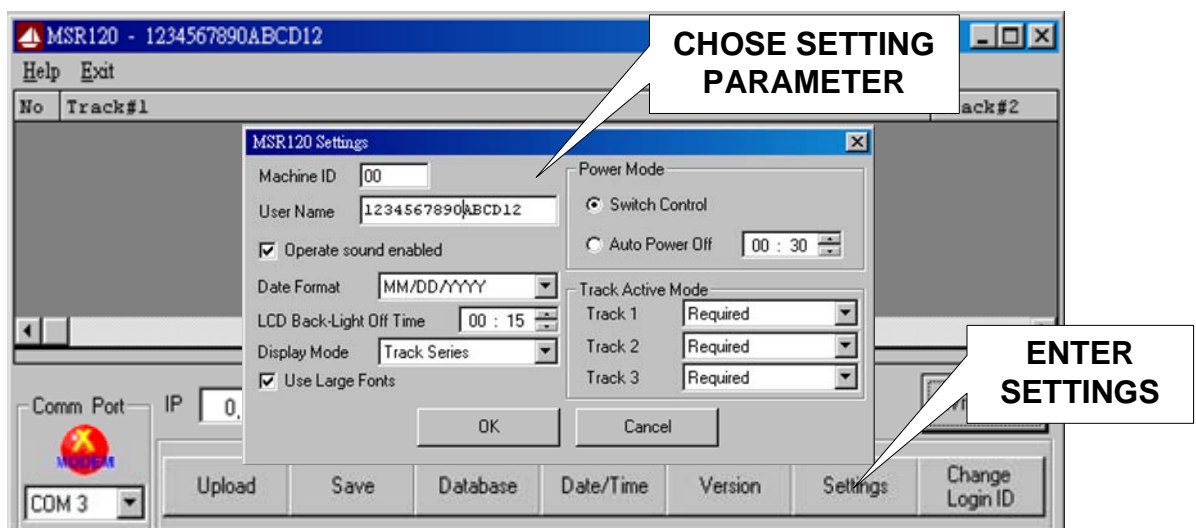 MSR120 - 1234567890ABCD12
CHOSE SETTING
PARAMETER
Help Exit
No Track#1
ack#2
MSR120 Settings
Machine ID 00
User Name 1234567890ABCD12
Operate sound enabled
Date Format MM/DD/YYYY
LCD Back-Light Off Time 00 : 15
Display Mode Track Series
Use Large Fonts
Power Mode
Switch Control
Auto Power Off 00 : 30
Track Active Mode
Track 1 Required
Track 2 Required
Track 3 Required
OK Cancel
ENTER
SETTINGS
Comm Port
MODEM
COM 3
IP 0.
Upload Save Database Date/Time Version Settings Change
Login ID